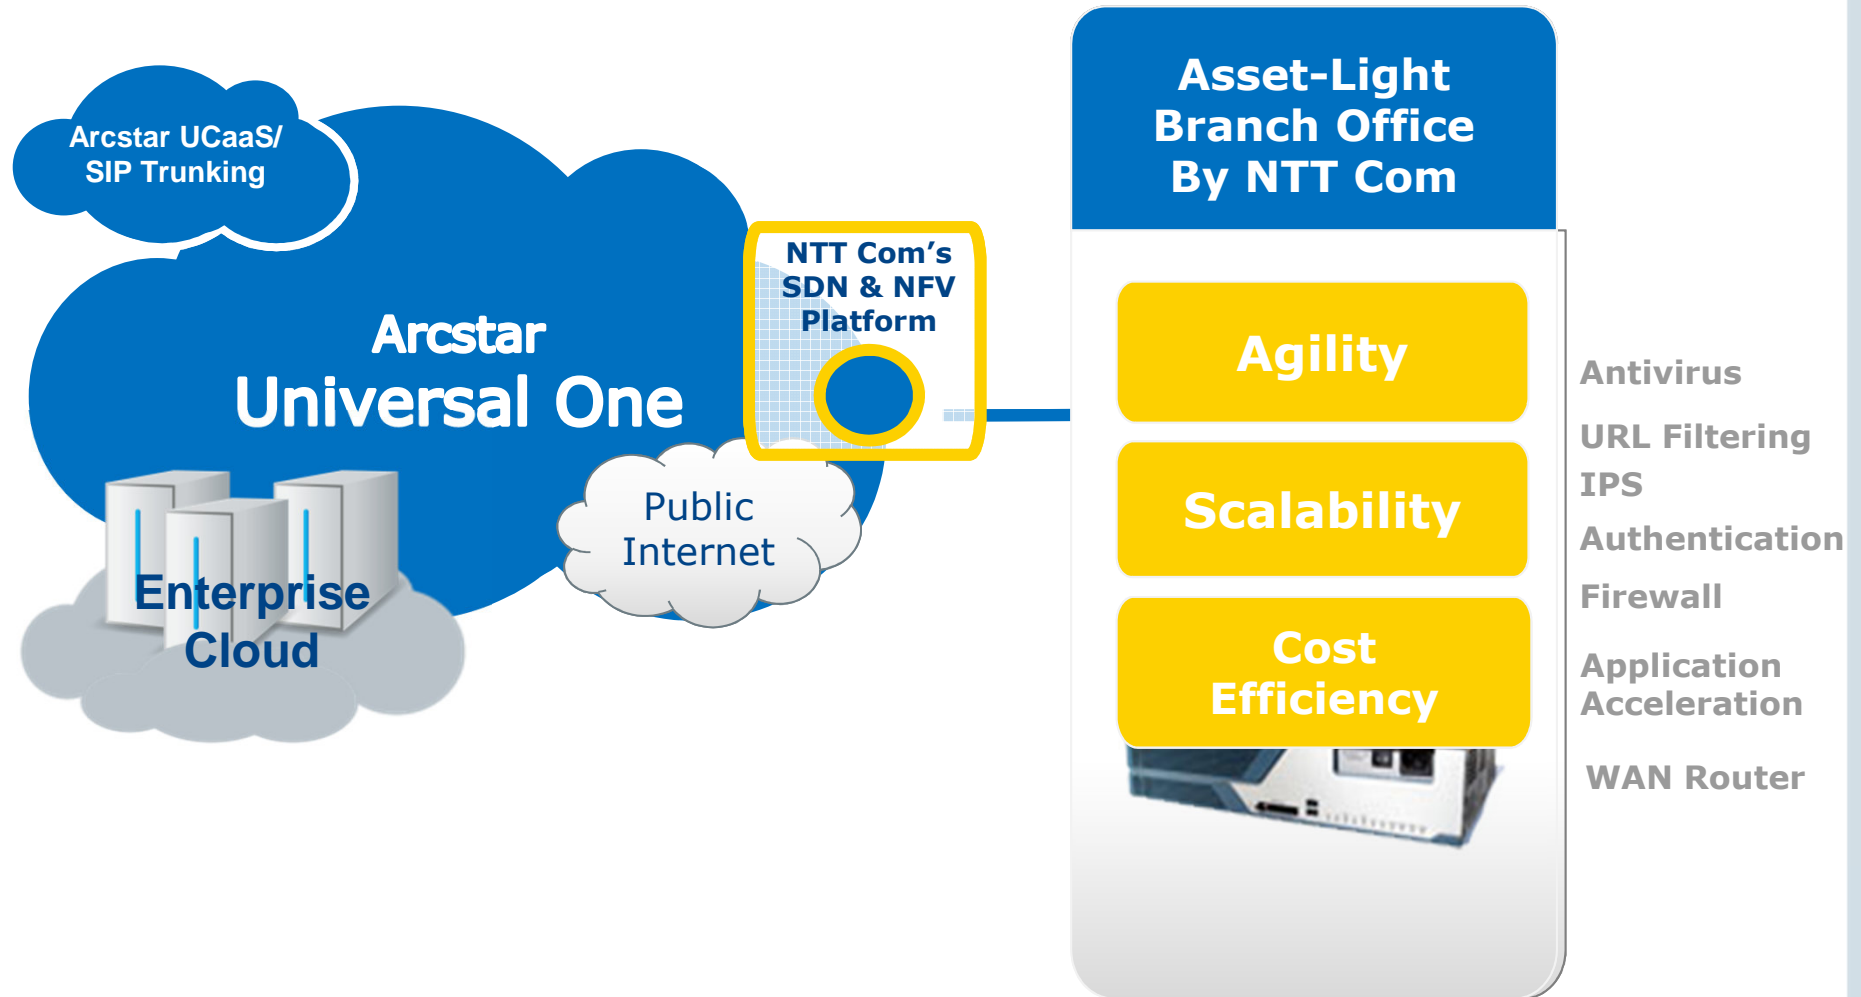 Arcstar UCaaS/
SIP Trunking
Arcstar
Universal One
NTT Com’s
SDN & NFV
Platform
Public
Internet
Enterprise
Cloud
Asset-Light
Branch Office
By NTT Com
Agility
Scalability
Cost
Efficiency
Antivirus
URL Filtering
IPS
Authentication
Firewall
Application
Acceleration
WAN Router